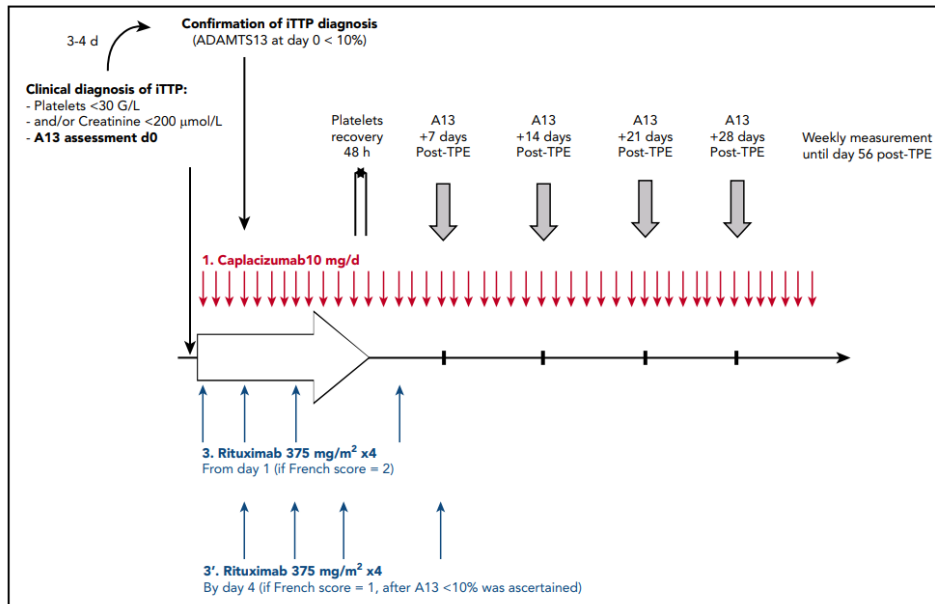 Confirmation of iTTP diagnosis
(ADAMTS13 at day 0 < 10%)
3-4 d
Clinical diagnosis of iTTP:
- Platelets <30 G/L
- and/or Creatinine <200 μmol/L
- A13 assessment d0
Platelets
recovery
48 h
A13
+7 days
Post-TPE
A13
+14 days
Post-TPE
A13
+21 days
Post-TPE
A13
+28 days
Post-TPE
Weekly measurement
until day 56 post-TPE
1. Caplacizumab10 mg/d
3. Rituximab 375 mg/m² x4
From day 1 (if French score = 2)
3'. Rituximab 375 mg/m² x4
By day 4 (if French score = 1, after A13 <10% was ascertained)